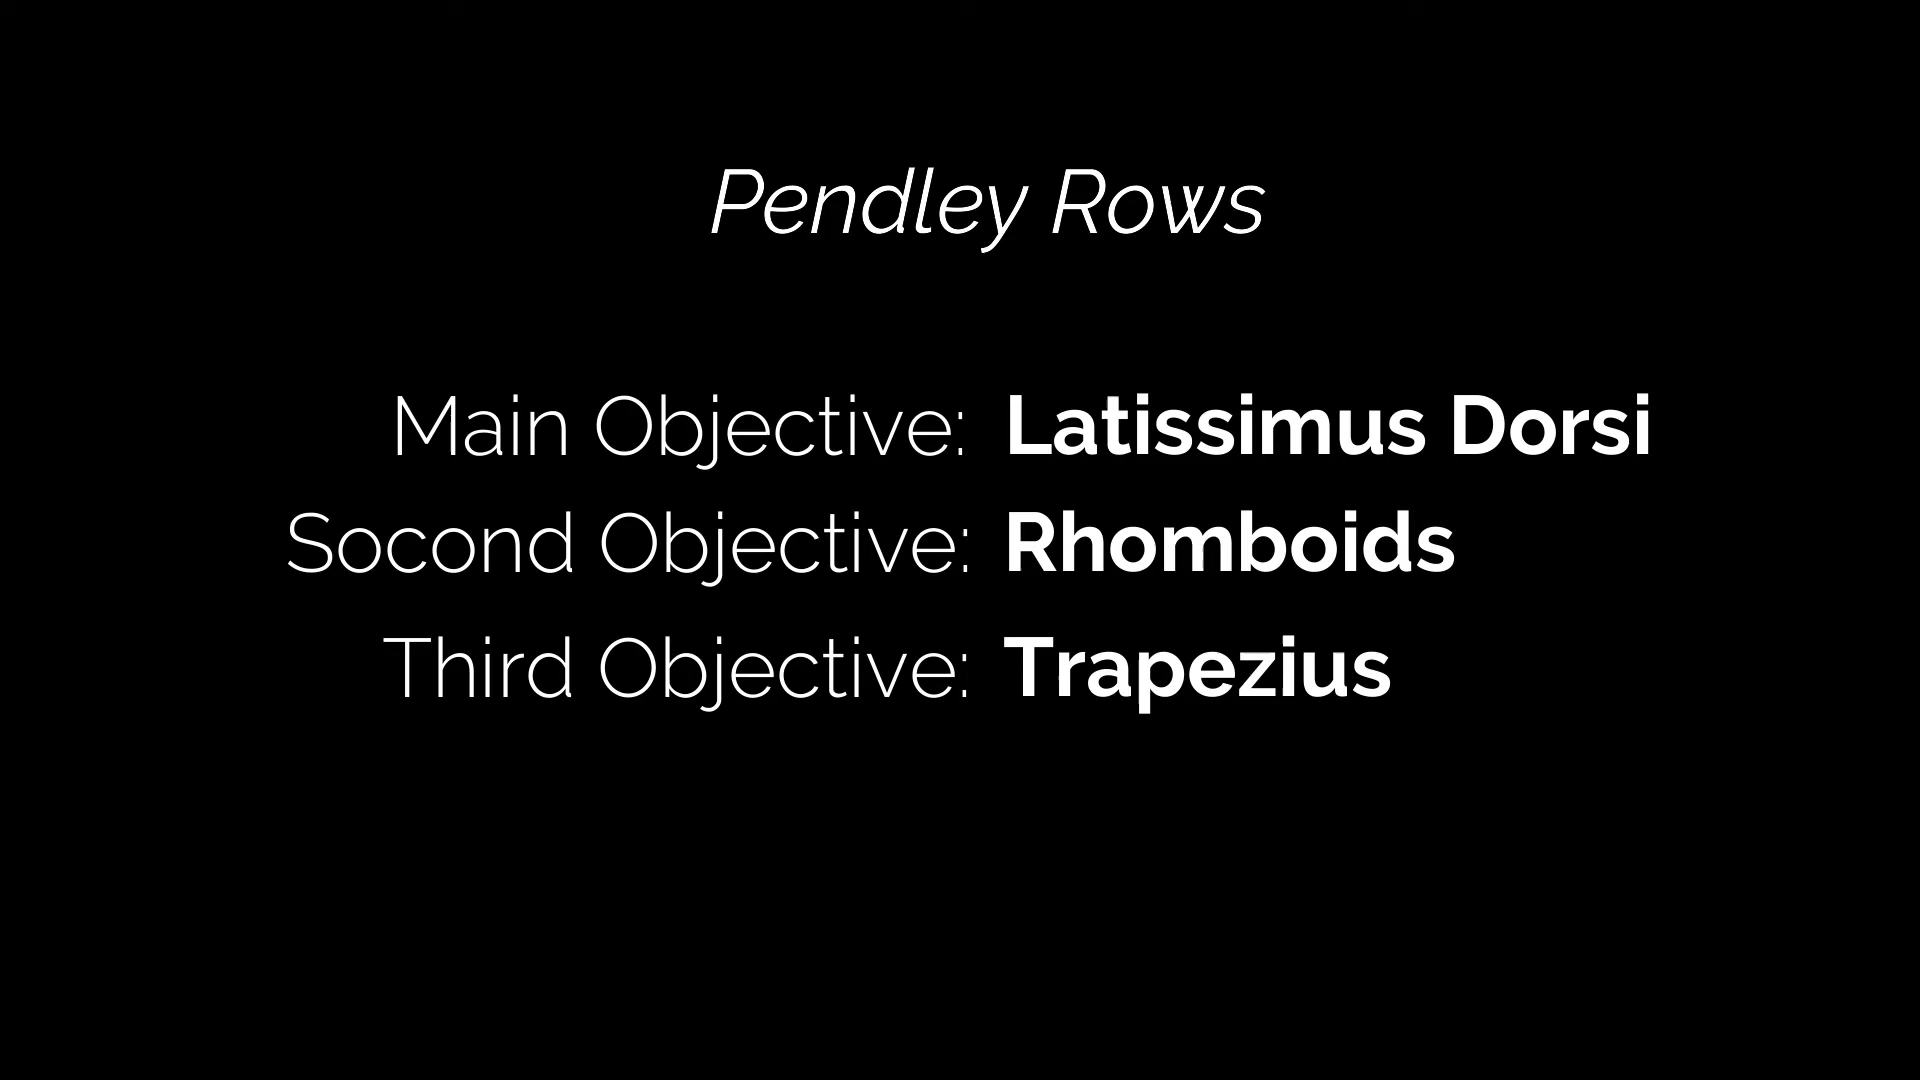 Pendley Rows
Main Objective: Latissimus Dorsi
Socond Objective: Rhomboids
Third Objective: Trapezius